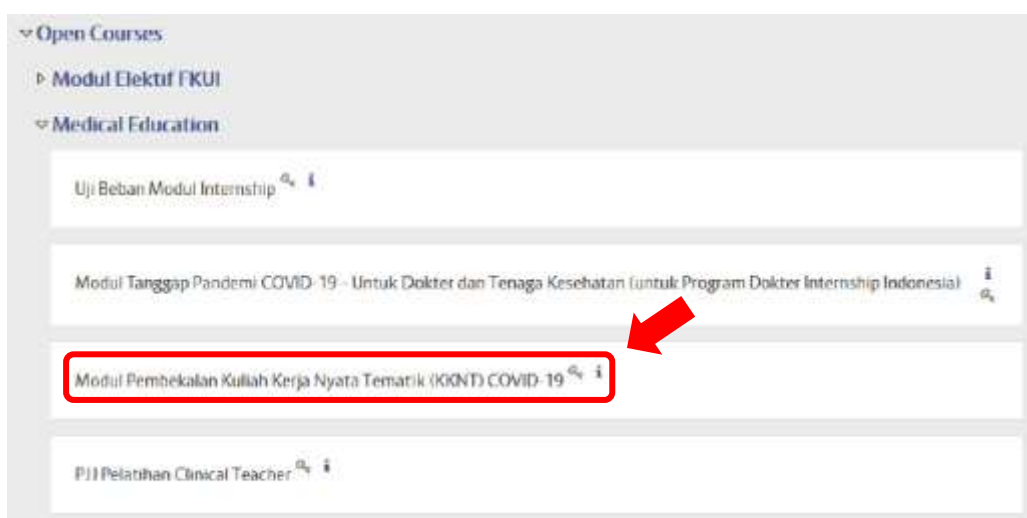 Open Courses
Modul Elektif FKUI
Medical Education
Uji Beban Modul Internship
Modul Tanggap Pandemi COVID-19 - Untuk Dokter dan Tenaga Kesehatan (untuk Program Dokter Internship Indonesia)
Modul Pembekalan Kuliah Kerja Nyata Tematik (KKNT) COVID-19
PJJ Pelatihan Clinical Teacher